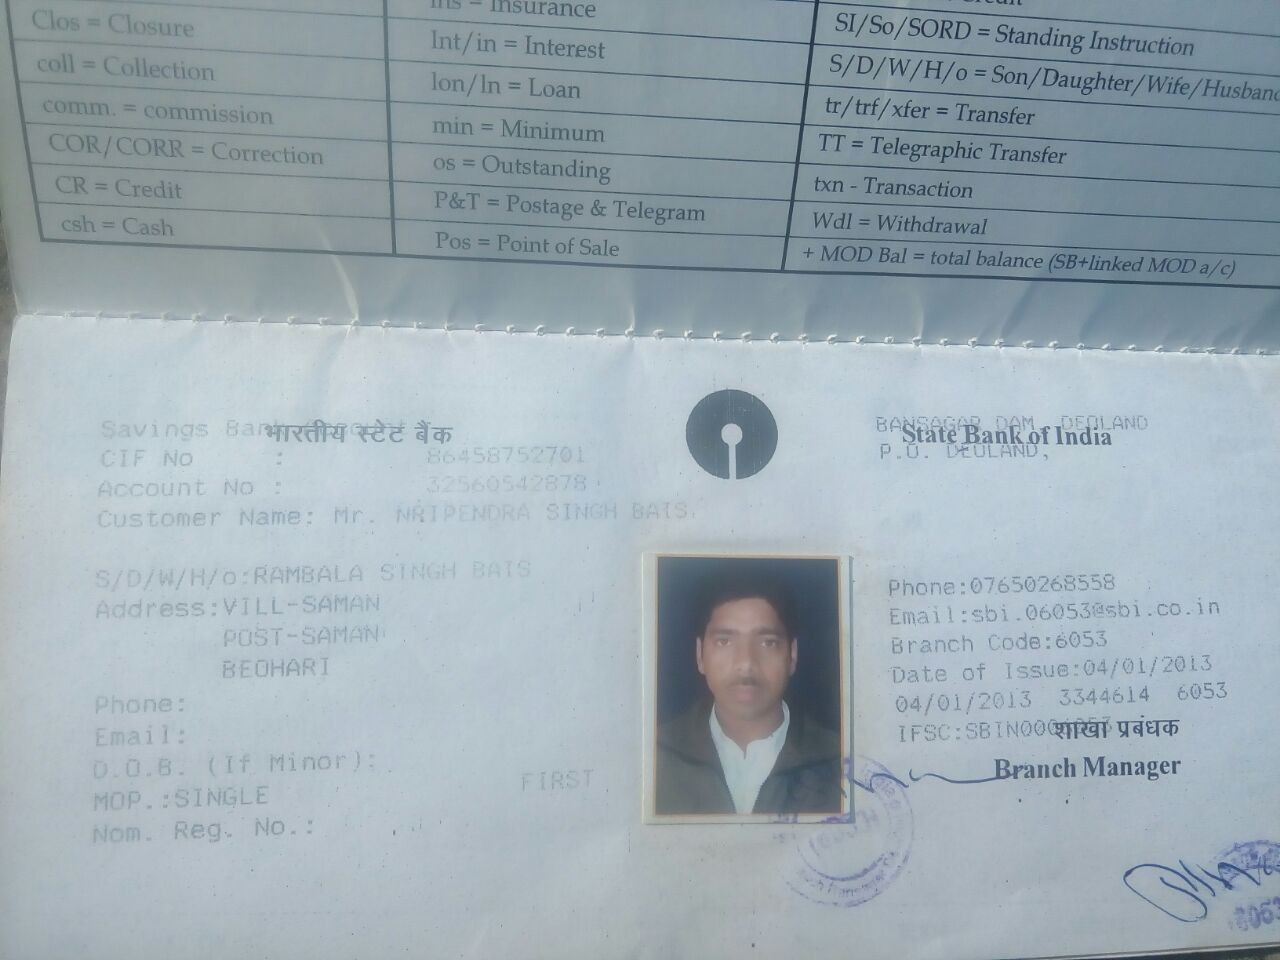 Clos = Closure
coll = Collection
comm. = commission
COR/CORR = Correction
CR = Credit
csh = Cash
Ins = Insurance
Int/in = Interest
lon/ln = Loan
min = Minimum
os = Outstanding
P&T = Postage & Telegram
Pos = Point of Sale
SI/So/SORD = Standing Instruction
S/D/W/H/o = Son/Daughter/Wife/Husband
tr/trf/xfer = Transfer
TT = Telegraphic Transfer
txn - Transaction
Wdl = Withdrawal
+ MOD Bal = total balance (SB+linked MOD a/c)
Savings Bank
भारतीय स्टेट बैंक
CIF No : 86458752701
Account No : 32560542878
Customer Name: Mr. NRIPENDRA SINGH BAIS
S/D/W/H/o:RAMBALA SINGH BAIS
Address:VILL-SAMAN
POST-SAMAN
BEOHARI
Phone:
Email:
D.O.B. (If Minor):
MOP.:SINGLE
FIRST
Nom. Reg. No.:
BANSAGAR DAM, DEOLAND
State Bank of India
P.O. DEOLAND,
Phone:07650268558
Email:sbi.06053@sbi.co.in
Branch Code:6053
Date of Issue:04/01/2013
04/01/2013 3344614 6053
शाखा प्रबंधक
Branch Manager